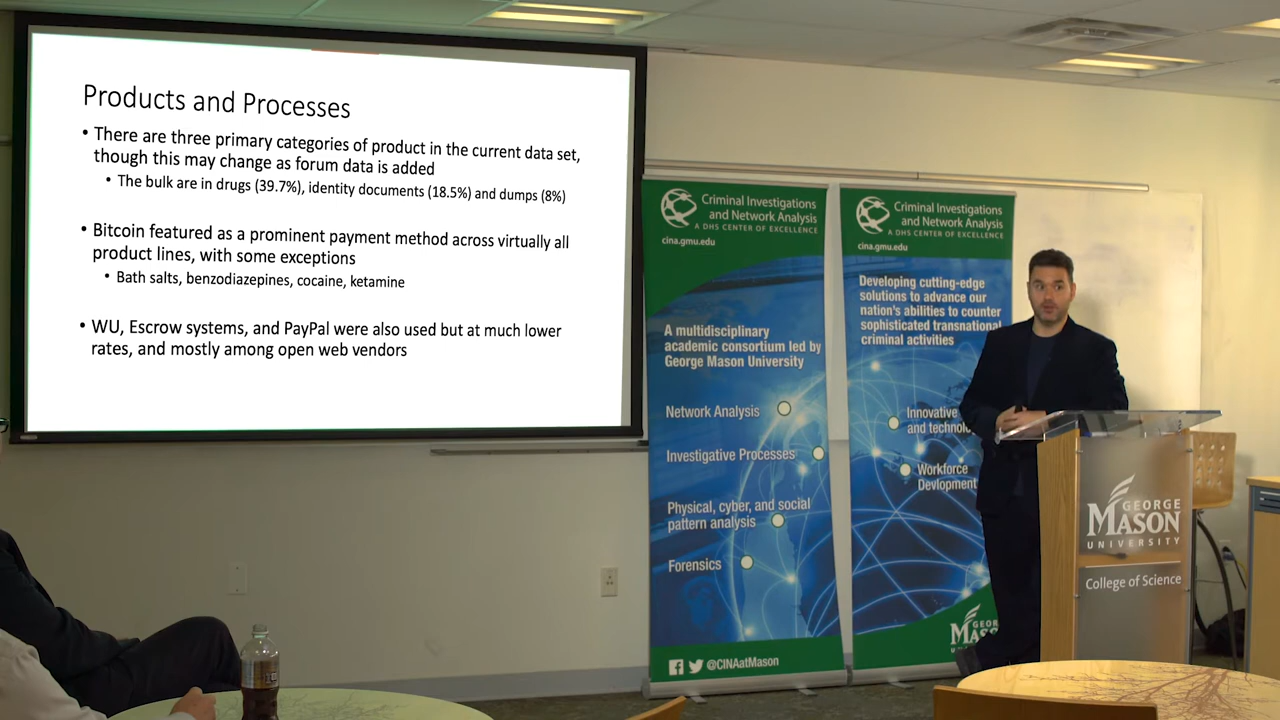 Products and Processes
• There are three primary categories of product in the current data set,
though this may change as forum data is added
• The bulk are in drugs (39.7%), identity documents (18.5%) and dumps (8%)
• Bitcoin featured as a prominent payment method across virtually all
product lines, with some exceptions
• Bath salts, benzodiazepines, cocaine, ketamine
• WU, Escrow systems, and PayPal were also used but at much lower
rates, and mostly among open web vendors
Criminal Investigations
and Network Analysis
A DHS CENTER OF EXCELLENCE
cina.gmu.edu
A multidisciplinary
academic consortium led by
George Mason University
Network Analysis
Investigative Processes
Physical, cyber, and social
pattern analysis
Forensics
@CINAatMason
Criminal Investigations
and Network Analysis
A DHS CENTER OF EXCELLENCE
cina.gmu.edu
Developing cutting-edge
solutions to advance our
nation's abilities to counter
sophisticated transnational
criminal activities
Innovative
and technolo
Workforce
Devlopment
GEOR
MAS
GEORGE
MASON
UNIVERSITY
College of Science